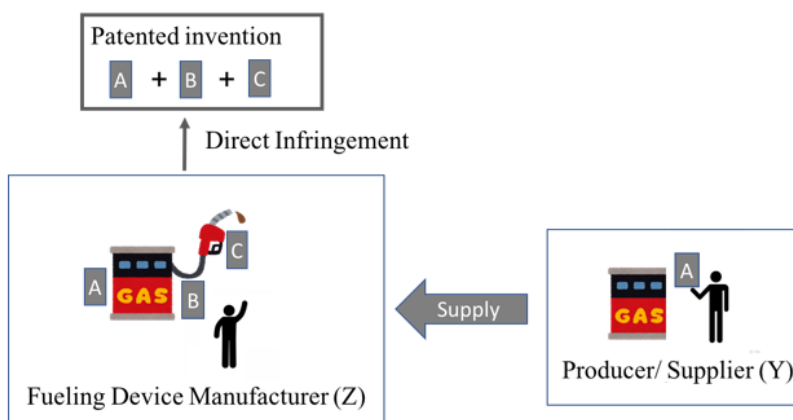 Patented invention
A + B + C
Direct Infringement
C
A
GAS
B
Fueling Device Manufacturer (Z)
Supply
A
GAS
Producer/ Supplier (Y)